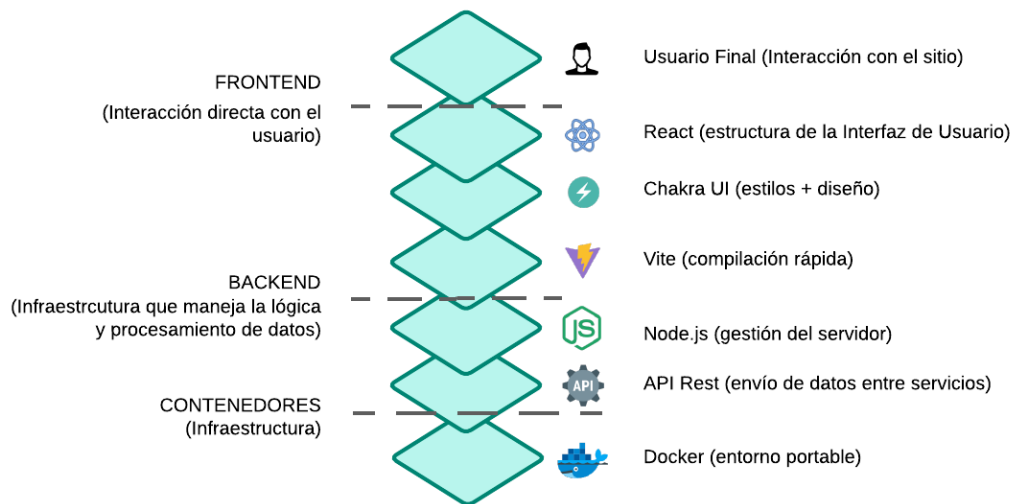 Usuario Final (Interacción con el sitio)
FRONTEND
(Interacción directa con el
usuario)
React (estructura de la Interfaz de Usuario)
Chakra UI (estilos + diseño)
Vite (compilación rápida)
BACKEND
(Infraestrcutura que maneja la lógica
y procesamiento de datos)
JS
Node.js (gestión del servidor)
API
API Rest (envío de datos entre servicios)
CONTENEDORES
(Infraestructura)
Docker (entorno portable)